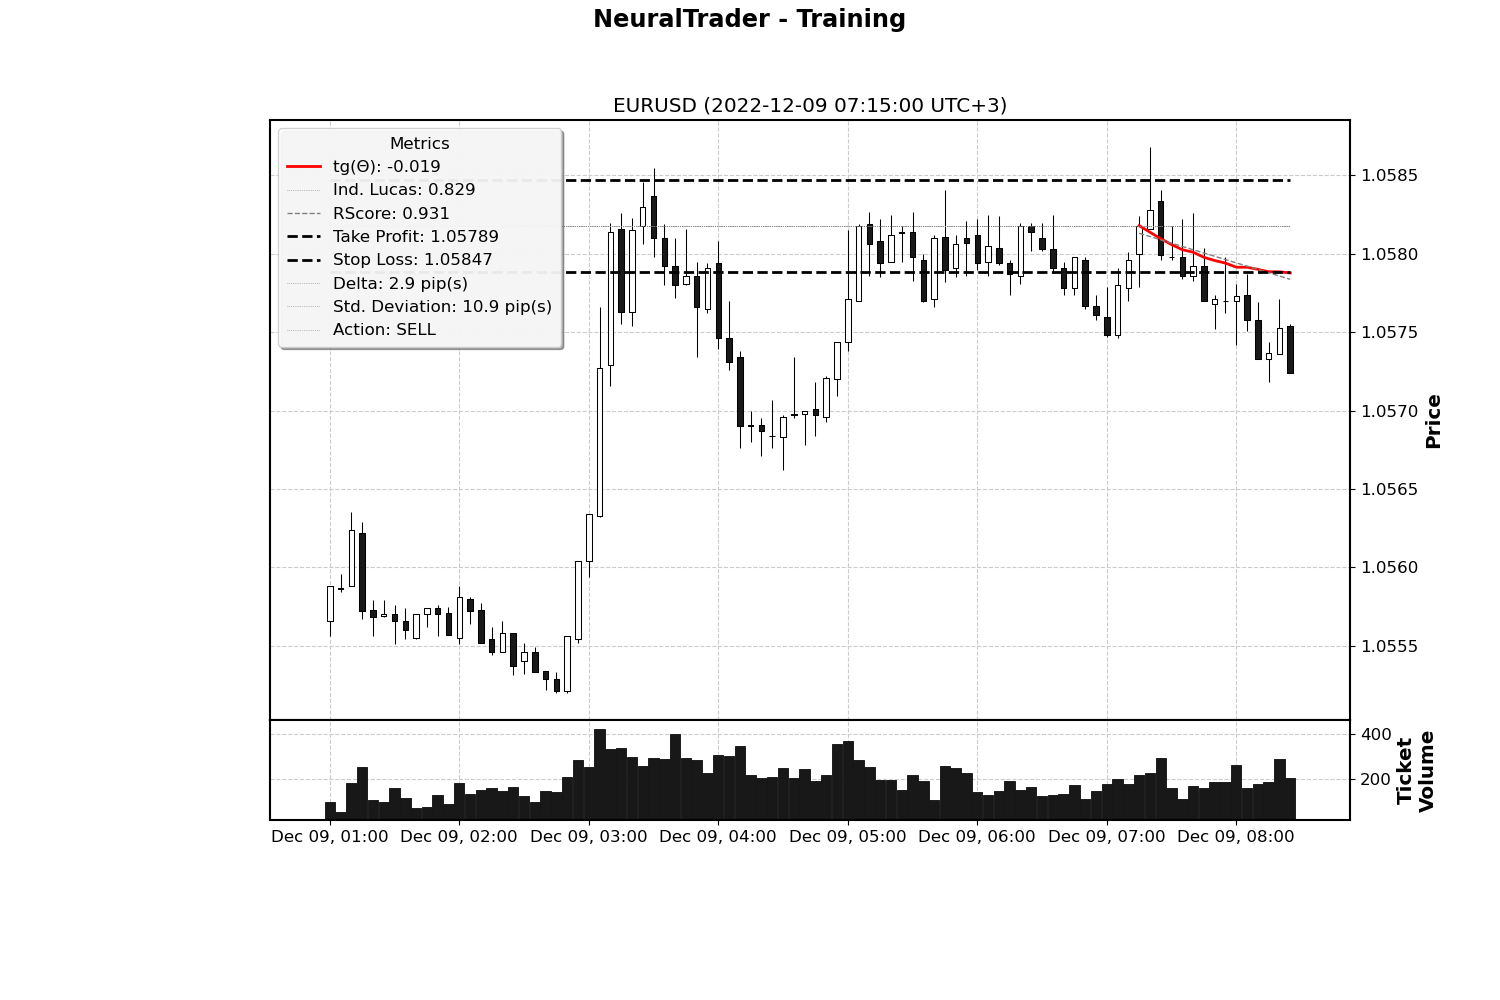 NeuralTrader - Training
EURUSD (2022-12-09 07:15:00 UTC+3)
Metrics
tg(Θ): -0.019
Ind. Lucas: 0.829
RScore: 0.931
Take Profit: 1.05789
Stop Loss: 1.05847
Delta: 2.9 pip(s)
Std. Deviation: 10.9 pip(s)
Action: SELL
1.0585
1.0580
1.0575
1.0570
1.0565
1.0560
1.0555
Price
400
200
Ticket
Volume
Dec 09, 01:00 Dec 09, 02:00 Dec 09, 03:00 Dec 09, 04:00 Dec 09, 05:00 Dec 09, 06:00 Dec 09, 07:00 Dec 09, 08:00